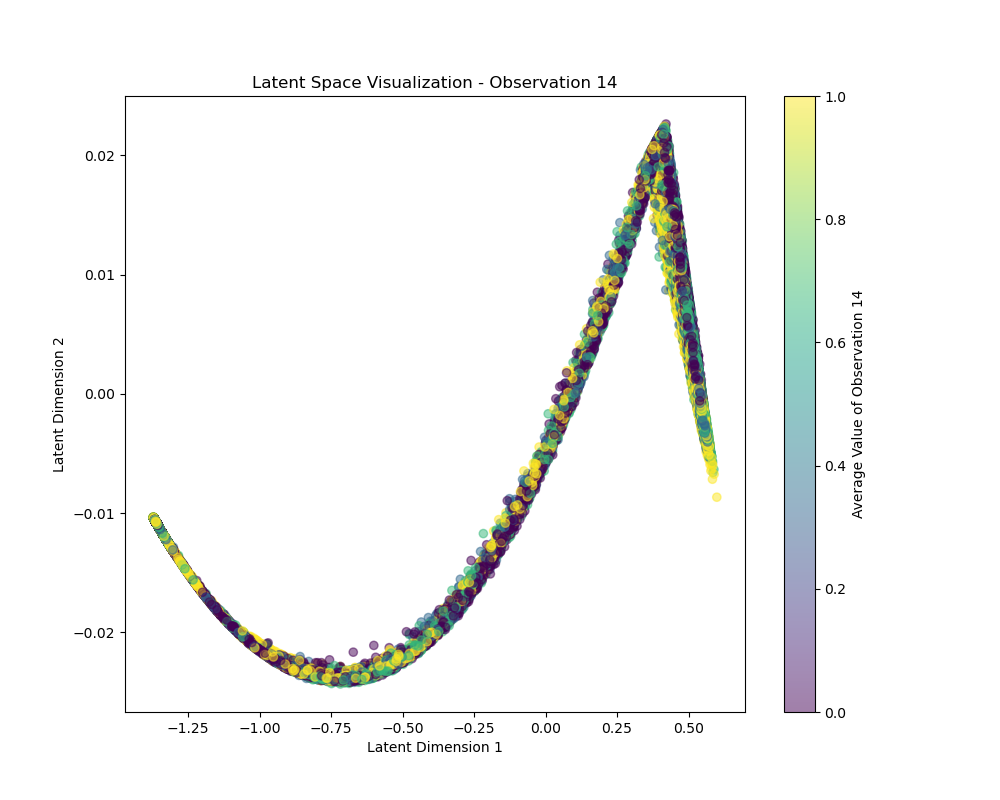 Latent Space Visualization - Observation 14
Latent Dimension 2
0.02
0.01
0.00
−0.01
−0.02
−1.25 −1.00 −0.75 −0.50 −0.25 0.00 0.25 0.50
Latent Dimension 1
1.0
0.8
0.6
0.4
0.2
0.0
Average Value of Observation 14